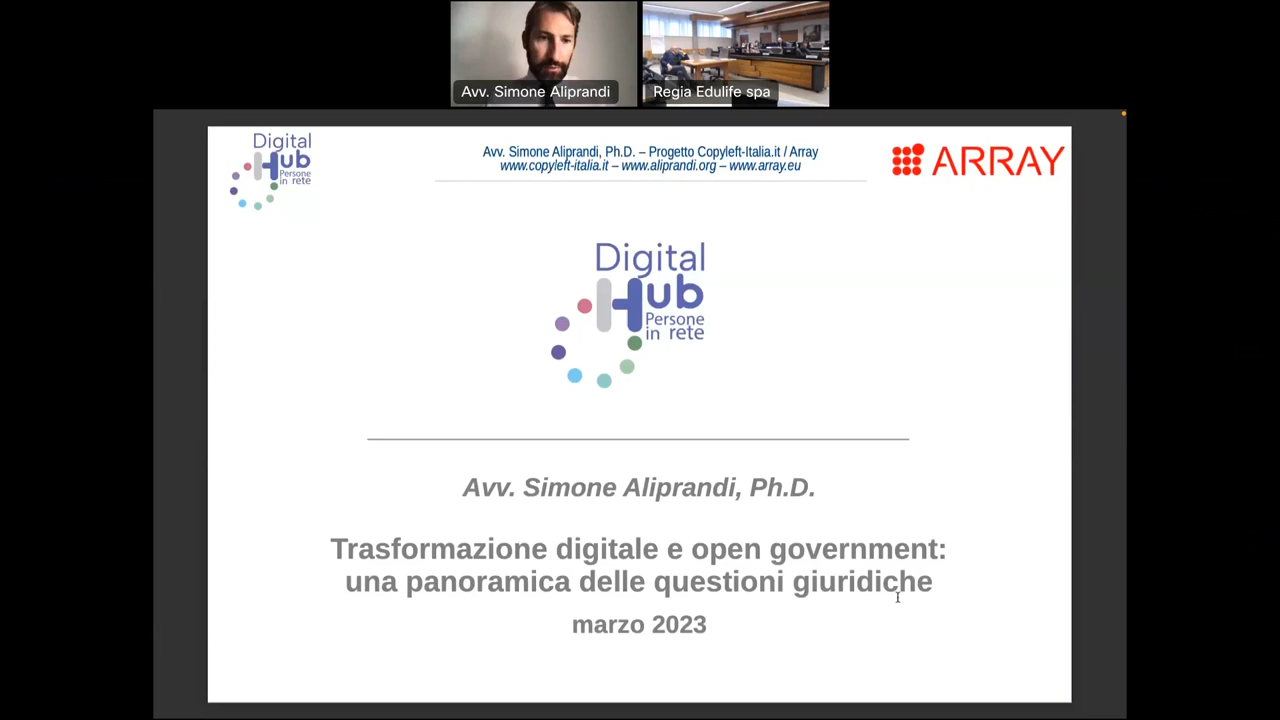 Avv. Simone Aliprandi
Regia Edulife spa
Digital
Hub
Persone
in rete
Avv. Simone Aliprandi, Ph.D. – Progetto Copyleft-Italia.it / Array
www.copyleft-italia.it – www.aliprandi.org – www.array.eu
ARRAY
Digital
Hub
Persone
in rete
Avv. Simone Aliprandi, Ph.D.
Trasformazione digitale e open government:
una panoramica delle questioni giuridiche
marzo 2023